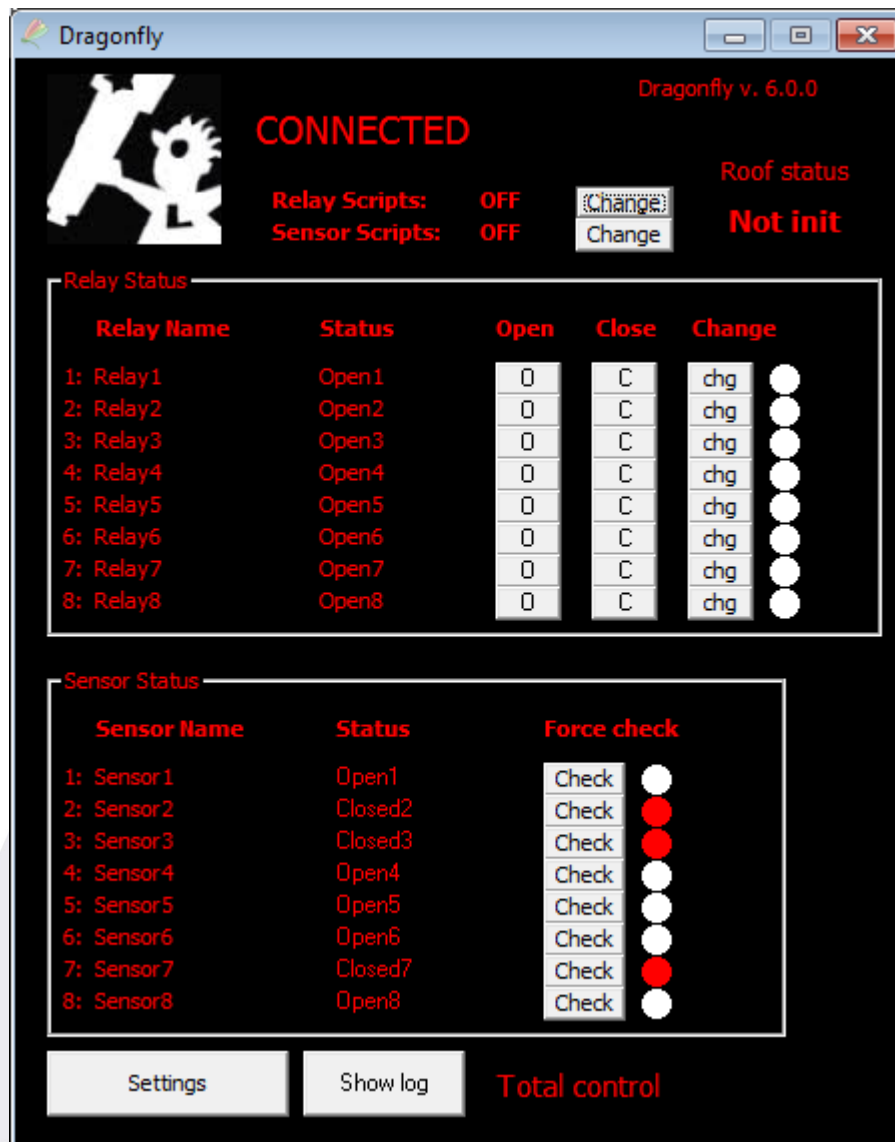 Dragonfly
Dragonfly v. 6.0.0
CONNECTED
Roof status
Relay Scripts: OFF Change
Not init
Sensor Scripts: OFF Change
L
Relay Status
Relay Name Status Open Close Change
1: Relay1 Open1 O C chg
2: Relay2 Open2 O C chg
3: Relay3 Open3 O C chg
4: Relay4 Open4 O C chg
5: Relay5 Open5 O C chg
6: Relay6 Open6 O C chg
7: Relay7 Open7 O C chg
8: Relay8 Open8 O C chg
Sensor Status
Sensor Name Status Force check
1: Sensor1 Open1 Check
2: Sensor2 Closed2 Check
3: Sensor3 Closed3 Check
4: Sensor4 Open4 Check
5: Sensor5 Open5 Check
6: Sensor6 Open6 Check
7: Sensor7 Closed7 Check
8: Sensor8 Open8 Check
Settings Show log Total control